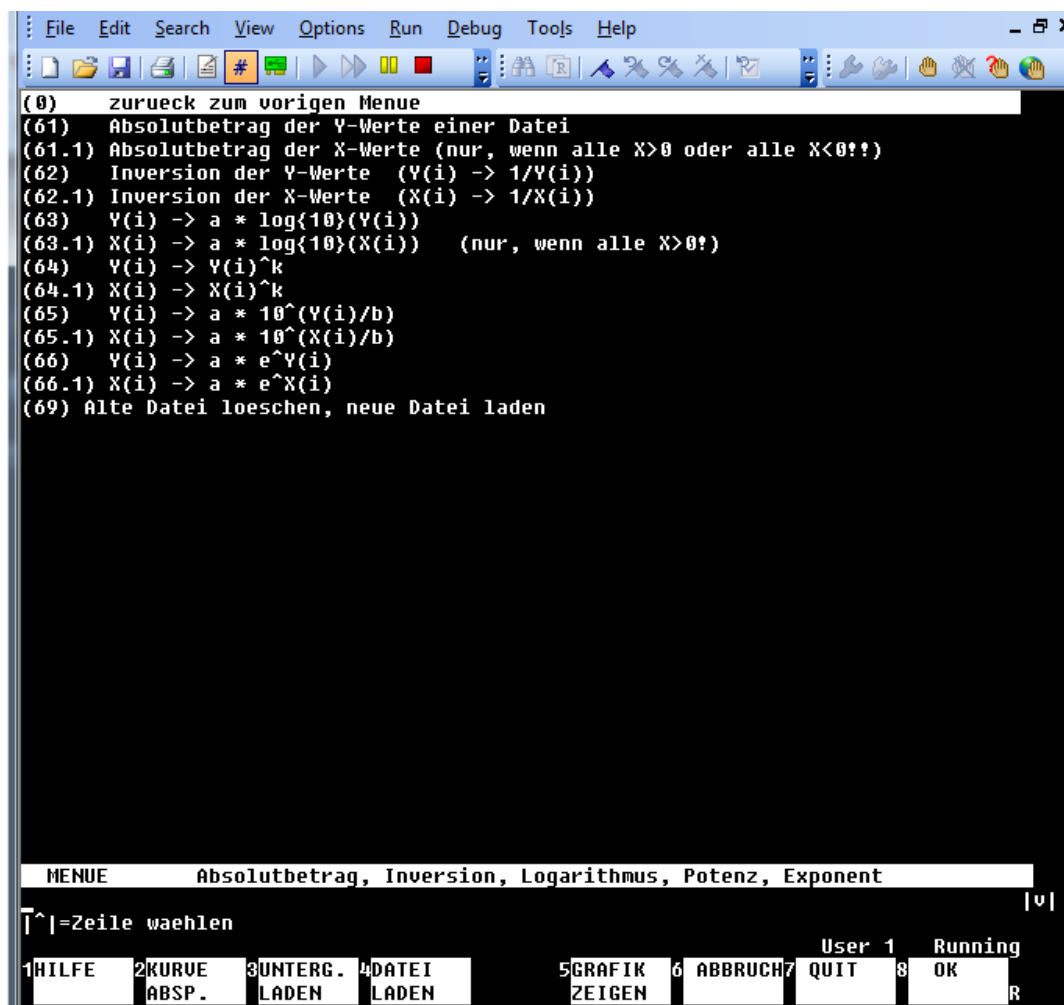 File Edit Search View Options Run Debug Tools Help
(0) zurueck zum vorigen Menue
(61) Absolutbetrag der Y-Werte einer Datei
(61.1) Absolutbetrag der X-Werte (nur, wenn alle X>0 oder alle X<0!!)
(62) Inversion der Y-Werte (Y(i) -> 1/Y(i))
(62.1) Inversion der X-Werte (X(i) -> 1/X(i))
(63) Y(i) -> a * log{10}(Y(i))
(63.1) X(i) -> a * log{10}(X(i)) (nur, wenn alle X>0!)
(64) Y(i) -> Y(i)^k
(64.1) X(i) -> X(i)^k
(65) Y(i) -> a * 10^(Y(i)/b)
(65.1) X(i) -> a * 10^(X(i)/b)
(66) Y(i) -> a * e^Y(i)
(66.1) X(i) -> a * e^X(i)
(69) Alte Datei loeschen, neue Datei laden
MENUE Absolutbetrag, Inversion, Logarithmus, Potenz, Exponent
|v|
|^|=Zeile waehlen
User 1 Running
1HILFE 2KURVE 3UNTERG. 4DATEI 5GRAFIK 6 ABBRUCH7 QUIT 8 OK
ABSP. LADEN LADEN ZEIGEN R